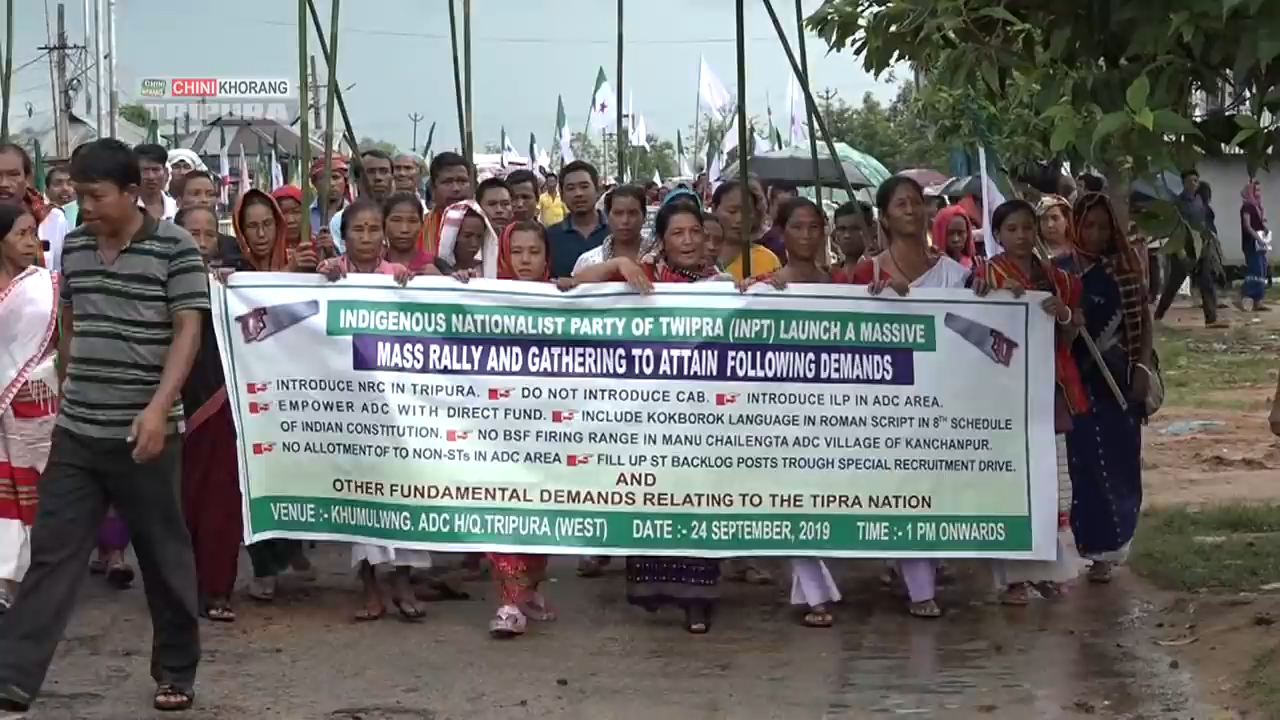 CHINI KHORANG
TRIPURA
INDIGENOUS NATIONALIST PARTY OF TWIPRA (INPT) LAUNCH A MASSIVE
MASS RALLY AND GATHERING TO ATTAIN FOLLOWING DEMANDS
INTRODUCE NRC IN TRIPURA. DO NOT INTRODUCE CAB. INTRODUCE ILP IN ADC AREA.
EMPOWER ADC WITH DIRECT FUND. INCLUDE KOKBOROK LANGUAGE IN ROMAN SCRIPT IN 8TH SCHEDULE
OF INDIAN CONSTITUTION. NO BSF FIRING RANGE IN MANU CHAILENGTA ADC VILLAGE OF KANCHANPUR.
NO ALLOTMENT OF TO NON-STs IN ADC AREA FILL UP ST BACKLOG POSTS TROUGH SPECIAL RECRUITMENT DRIVE.
AND
OTHER FUNDAMENTAL DEMANDS RELATING TO THE TIPRA NATION
VENUE :- KHUMULWNG. ADC H/Q.TRIPURA (WEST) DATE :- 24 SEPTEMBER, 2019 TIME :- 1 PM ONWARDS